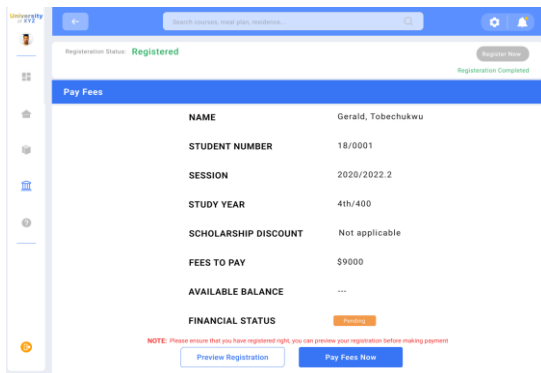 University
of XYZ
Search courses, meal plan, residence...
Registeration Status: Registered
Register Now
Registeration Completed
Pay Fees
NAME Gerald, Tobechukwu
STUDENT NUMBER 18/0001
SESSION 2020/2022.2
STUDY YEAR 4th/400
SCHOLARSHIP DISCOUNT Not applicable
FEES TO PAY $9000
AVAILABLE BALANCE ---
FINANCIAL STATUS Pending
NOTE: Please ensure that you have registered right, you can preview your registration before making payment
Preview Registration Pay Fees Now